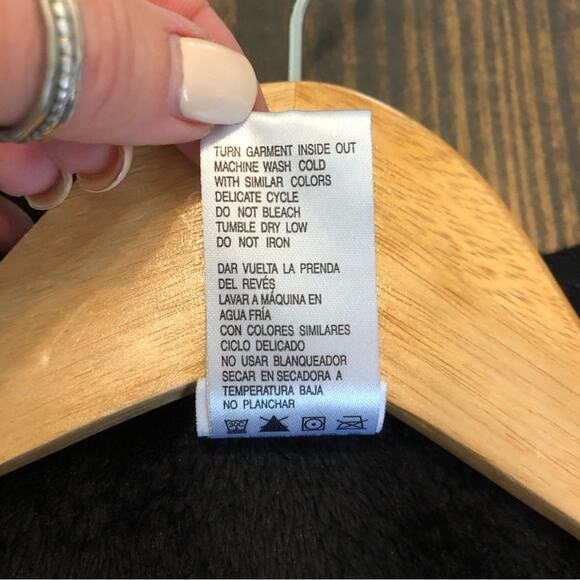 TURN GARMENT INSIDE OUT
MACHINE WASH COLD
WITH SIMILAR COLORS
DELICATE CYCLE
DO NOT BLEACH
TUMBLE DRY LOW
DO NOT IRON
DAR VUELTA LA PRENDA
DEL REVÉS
LAVAR A MÁQUINA EN
AGUA FRÍA
CON COLORES SIMILARES
CICLO DELICADO
NO USAR BLANQUEADOR
SECAR EN SECADORA A
TEMPERATURA BAJA
NO PLANCHAR